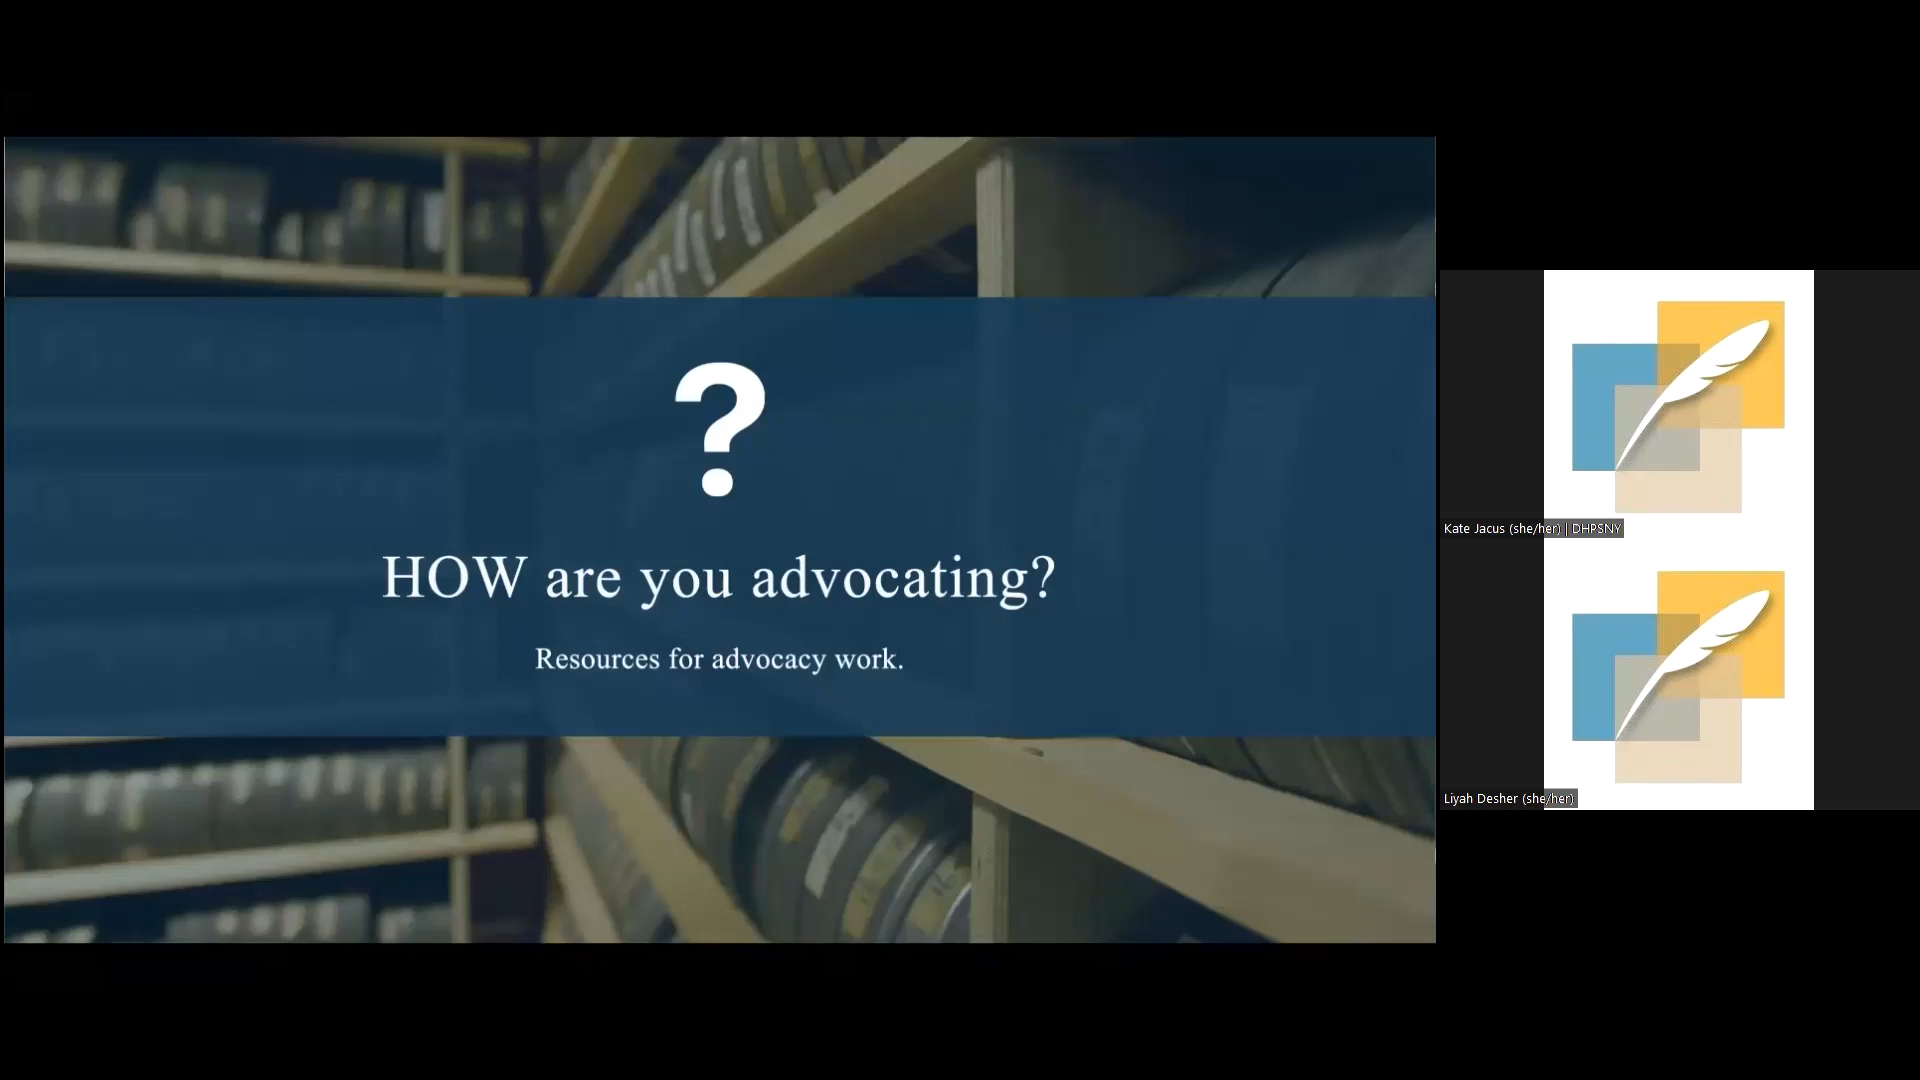 ?
HOW are you advocating?
Resources for advocacy work.
Kate Jacus (she/her) | DHPSNY
Liyah Desher (she/her)